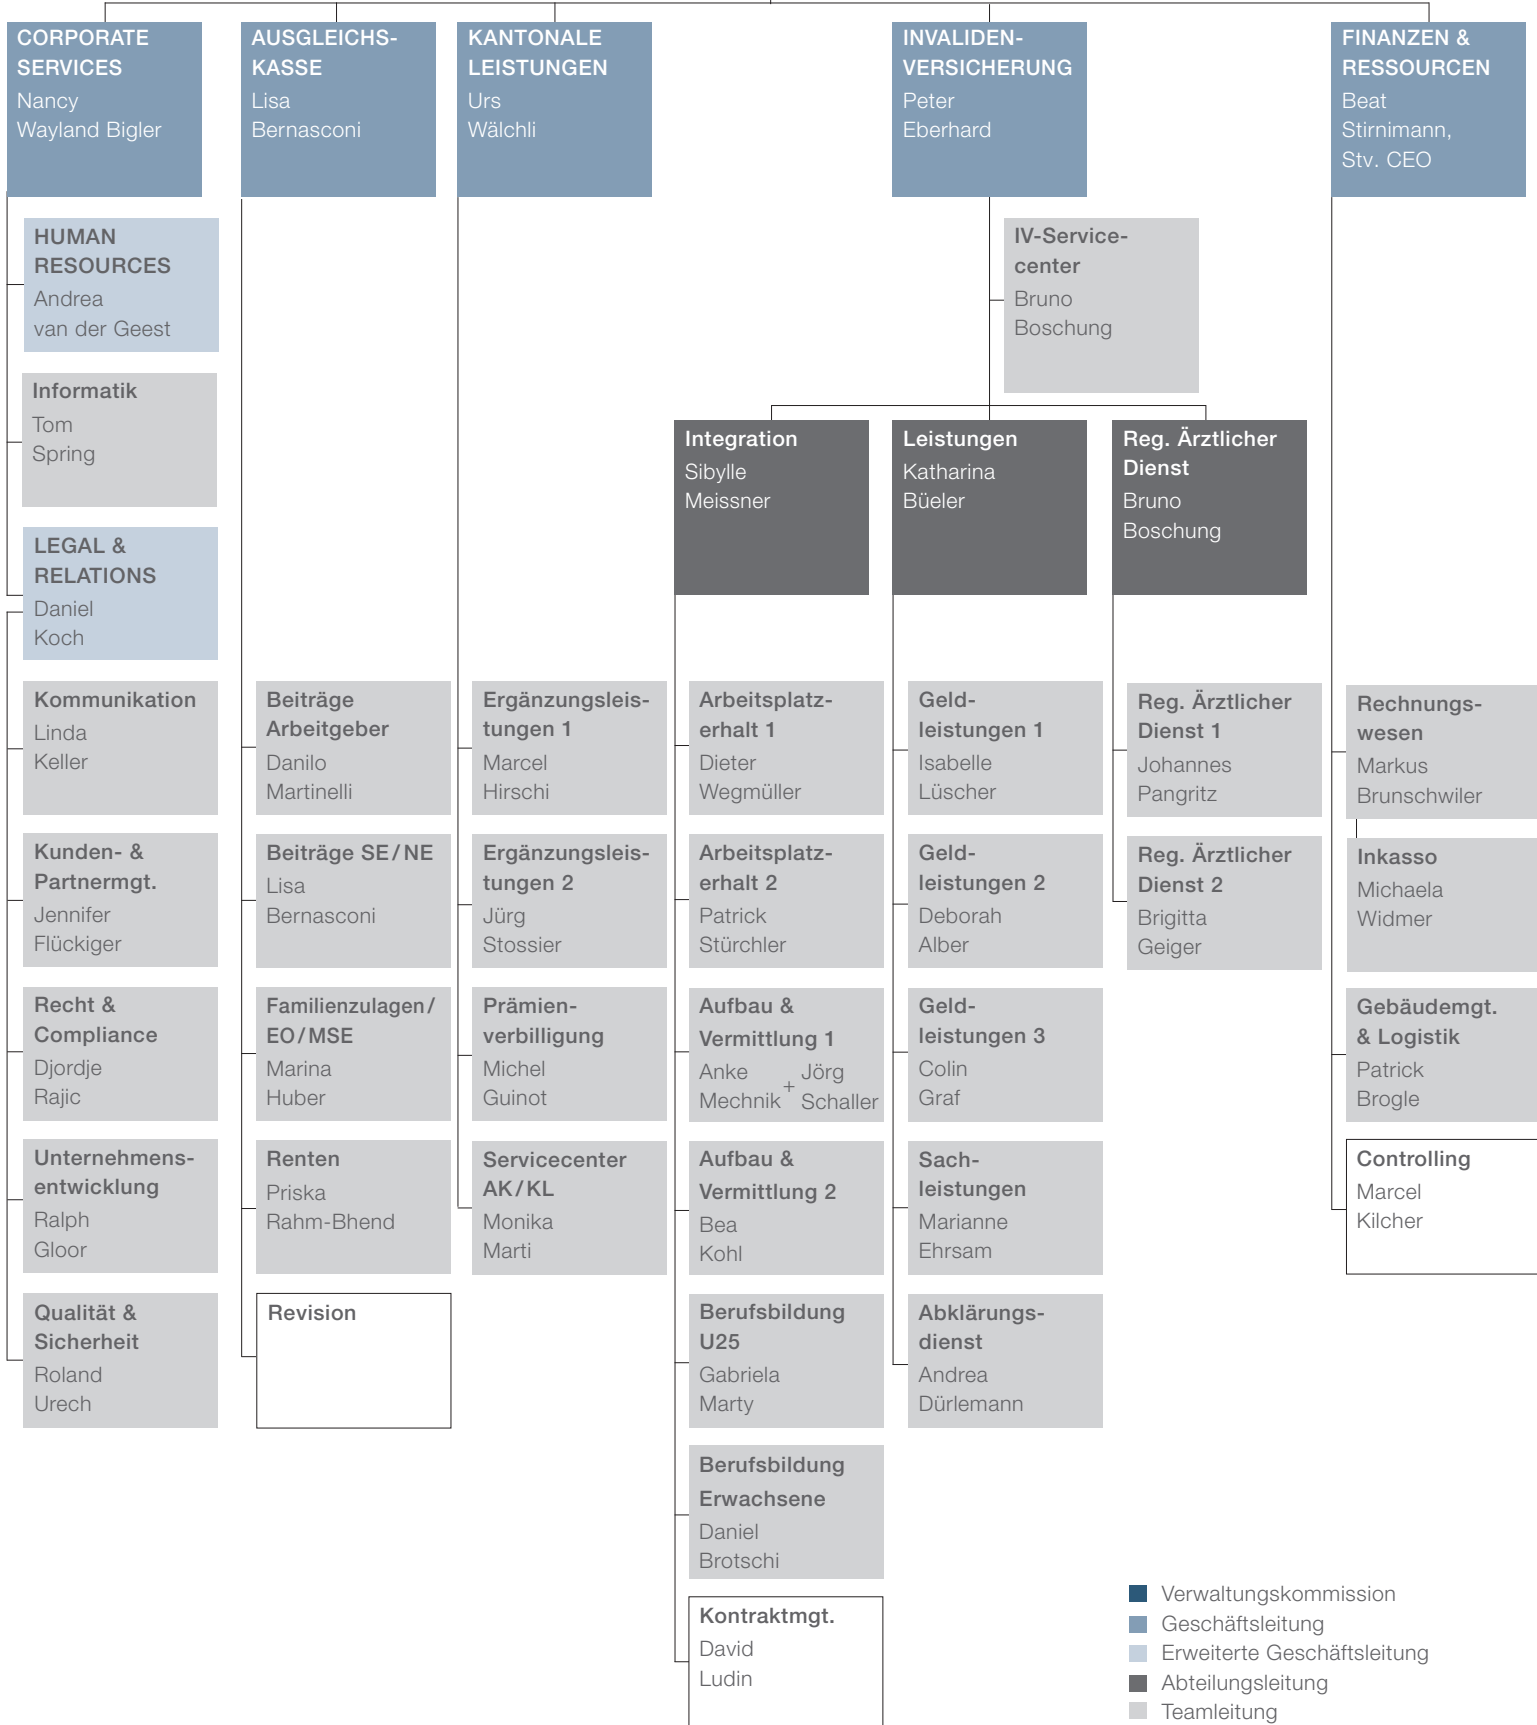 CORPORATE
SERVICES
Nancy
Wayland Bigler
AUSGLEICHS-
KASSE
Lisa
Bernasconi
KANTONALE
LEISTUNGEN
Urs
Wälchli
INVALIDEN-
VERSICHERUNG
Peter
Eberhard
FINANZEN &
RESSOURCEN
Beat
Stirnimann,
Stv. CEO
HUMAN
RESOURCES
Andrea
van der Geest
Informatik
Tom
Spring
LEGAL &
RELATIONS
Daniel
Koch
IV-Service-
center
Bruno
Boschung
Integration
Sibylle
Meissner
Leistungen
Katharina
Büeler
Reg. Ärztlicher
Dienst
Bruno
Boschung
Kommunikation
Linda
Keller
Kunden- &
Partnermgt.
Jennifer
Flückiger
Recht &
Compliance
Djordje
Rajic
Unternehmens-
entwicklung
Ralph
Gloor
Qualität &
Sicherheit
Roland
Urech
Beiträge
Arbeitgeber
Danilo
Martinelli
Beiträge SE/NE
Lisa
Bernasconi
Familienzulagen/
EO/MSE
Marina
Huber
Renten
Priska
Rahm-Bhend
Revision
Ergänzungsleis-
tungen 1
Marcel
Hirschi
Ergänzungsleis-
tungen 2
Jürg
Stossier
Prämien-
verbilligung
Michel
Guinot
Servicecenter
AK/KL
Monika
Marti
Arbeitsplatz-
erhalt 1
Dieter
Wegmüller
Arbeitsplatz-
erhalt 2
Patrick
Stürchler
Aufbau &
Vermittlung 1
Anke
Mechnik
+
Jörg
Schaller
Aufbau &
Vermittlung 2
Bea
Kohl
Berufsbildung
U25
Gabriela
Marty
Berufsbildung
Erwachsene
Daniel
Brotschi
Kontraktmgt.
David
Ludin
Geld-
leistungen 1
Isabelle
Lüscher
Geld-
leistungen 2
Deborah
Alber
Geld-
leistungen 3
Colin
Graf
Sach-
leistungen
Marianne
Ehrsam
Abklärungs-
dienst
Andrea
Dürlemann
Reg. Ärztlicher
Dienst 1
Johannes
Pangritz
Reg. Ärztlicher
Dienst 2
Brigitta
Geiger
Rechnungs-
wesen
Markus
Brunschwiler
Inkasso
Michaela
Widmer
Gebäudemgt.
& Logistik
Patrick
Brogle
Controlling
Marcel
Kilcher
Verwaltungskommission
Geschäftsleitung
Erweiterte Geschäftsleitung
Abteilungsleitung
Teamleitung